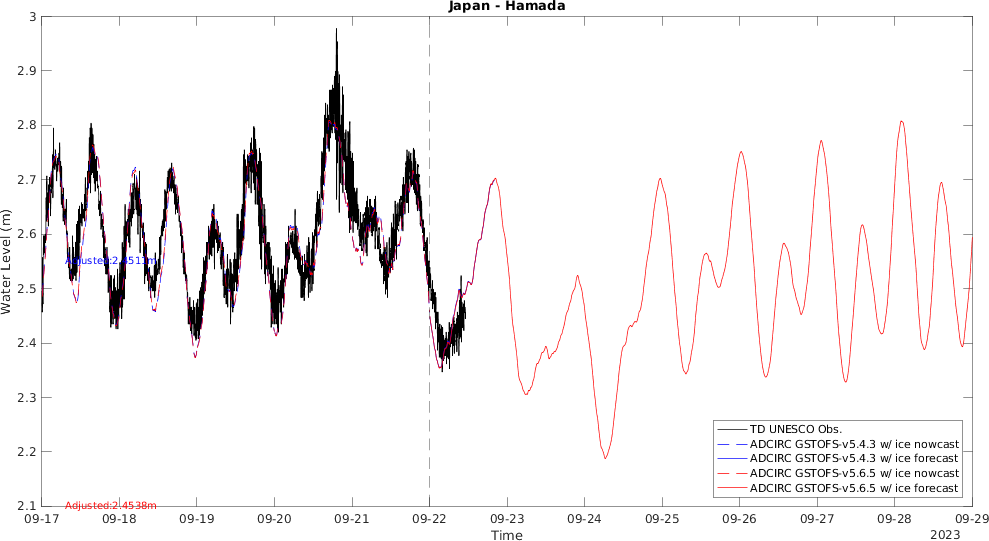 Japan - Hamada
Water Level (m)
3
2.9
2.8
2.7
2.6
2.5
2.4
2.3
2.2
2.1
Adjusted:2.4513m
Adjusted:2.4538m
TD UNESCO Obs.
ADCIRC GSTOFS-v5.4.3 w/ ice nowcast
ADCIRC GSTOFS-v5.4.3 w/ ice forecast
ADCIRC GSTOFS-v5.6.5 w/ ice nowcast
ADCIRC GSTOFS-v5.6.5 w/ ice forecast
09-17 09-18 09-19 09-20 09-21 09-22 09-23 09-24 09-25 09-26 09-27 09-28 09-29
Time
2023